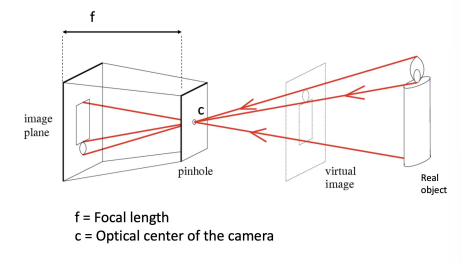 f
C
image
plane
pinhole
virtual
image
Real
object
f = Focal length
c = Optical center of the camera